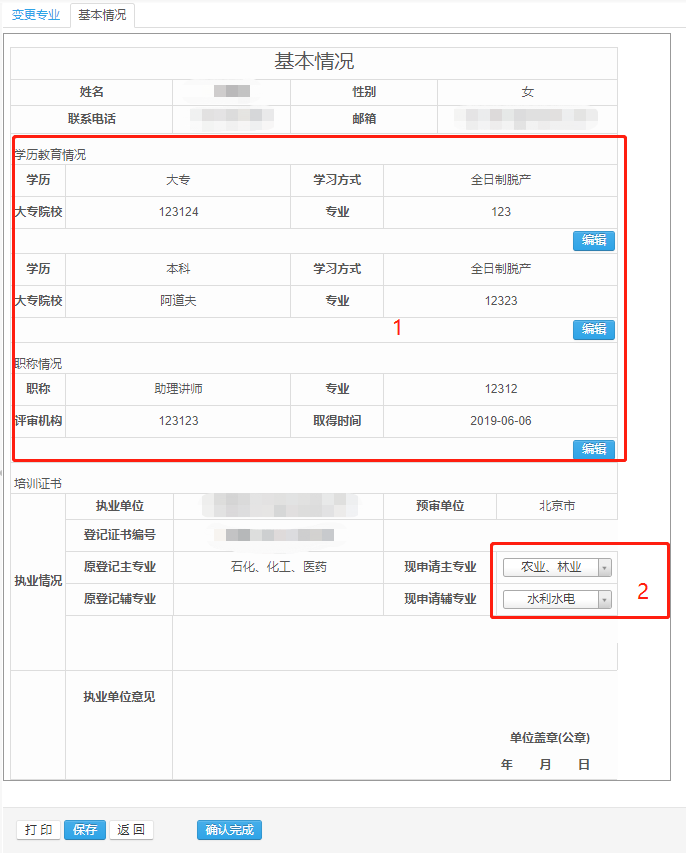 变更专业 基本情况
基本情况
姓名 性别 女
联系电话 邮箱
学历教育情况
学历 大专 学习方式 全日制脱产
大专院校 123124 专业 123
编辑
学历 本科 学习方式 全日制脱产
大专院校 阿道夫 专业 12323
1
编辑
职称情况
职称 助理讲师 专业 12312
评审机构 123123 取得时间 2019-06-06
编辑
培训证书
执业单位 预审单位 北京市
登记证书编号
执业情况 原登记主专业 石化、化工、医药 现申请主专业 农业、林业
2
原登记辅专业 现申请辅专业 水利水电
执业单位意见
单位盖章(公章)
年 月 日
打 印 保存 返 回 确认完成